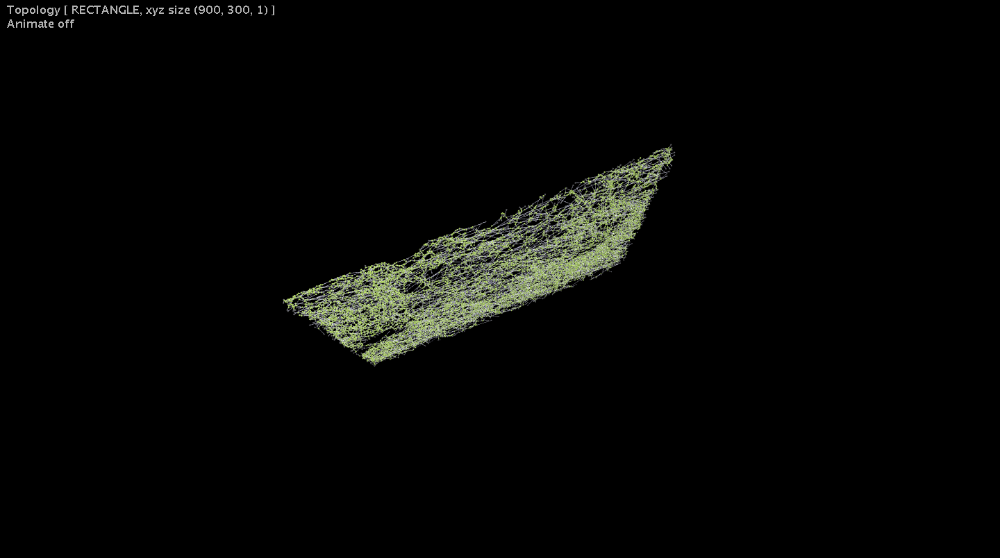 Topology [ RECTANGLE, xyz size (900, 300, 1) ]
Animate off